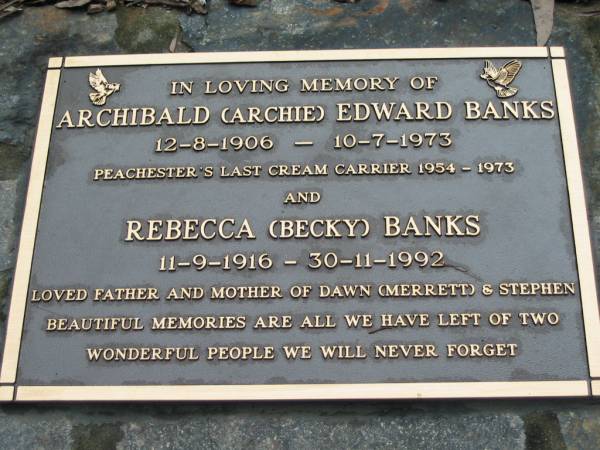 IN LOVING MEMORY OF
ARCHIBALD (ARCHIE) EDWARD BANKS
12-8-1906 - 10-7-1973
PEACHESTER'S LAST CREAM CARRIER 1954 - 1973
AND
REBECCA (BECKY) BANKS
11-9-1916 - 30-11-1992
LOVED FATHER AND MOTHER OF DAWN (MERRETT) & STEPHEN
BEAUTIFUL MEMORIES ARE ALL WE HAVE LEFT OF TWO
WONDERFUL PEOPLE WE WILL NEVER FORGET